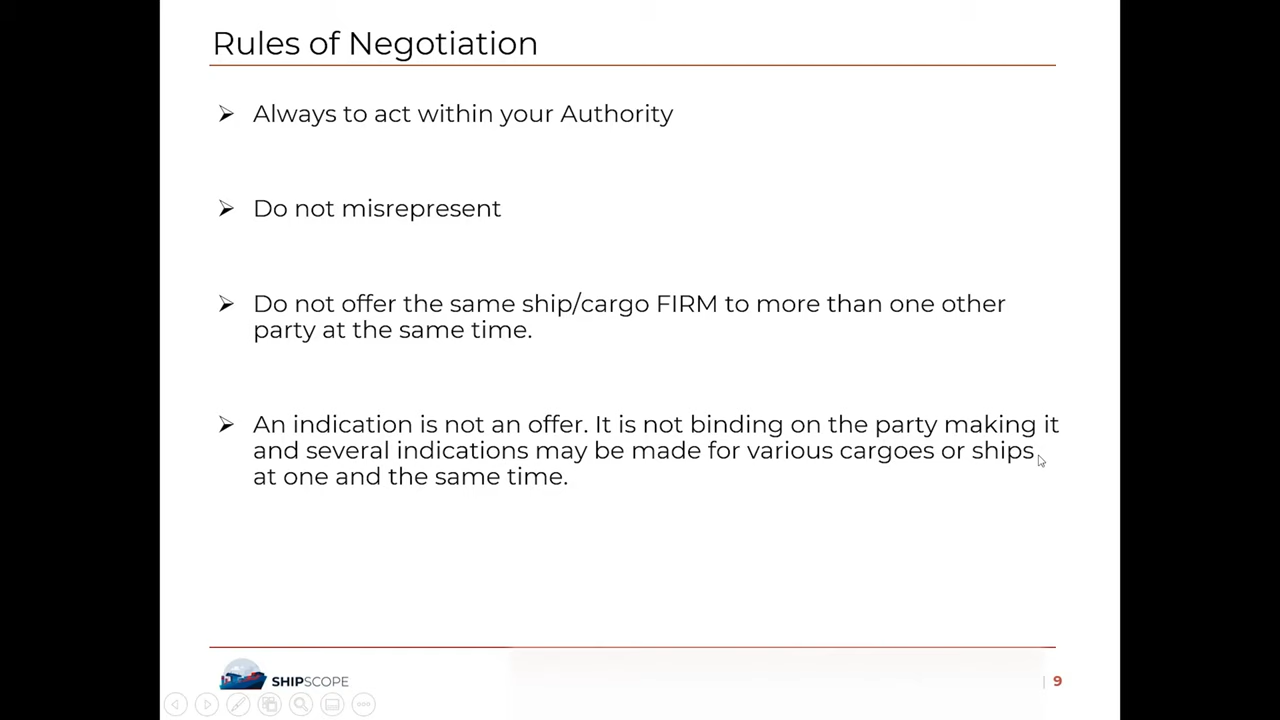 Rules of Negotiation
Always to act within your Authority
Do not misrepresent
Do not offer the same ship/cargo FIRM to more than one other
party at the same time.
An indication is not an offer. It is not binding on the party making it
and several indications may be made for various cargoes or ships
at one and the same time.
SHIPSCOPE
9